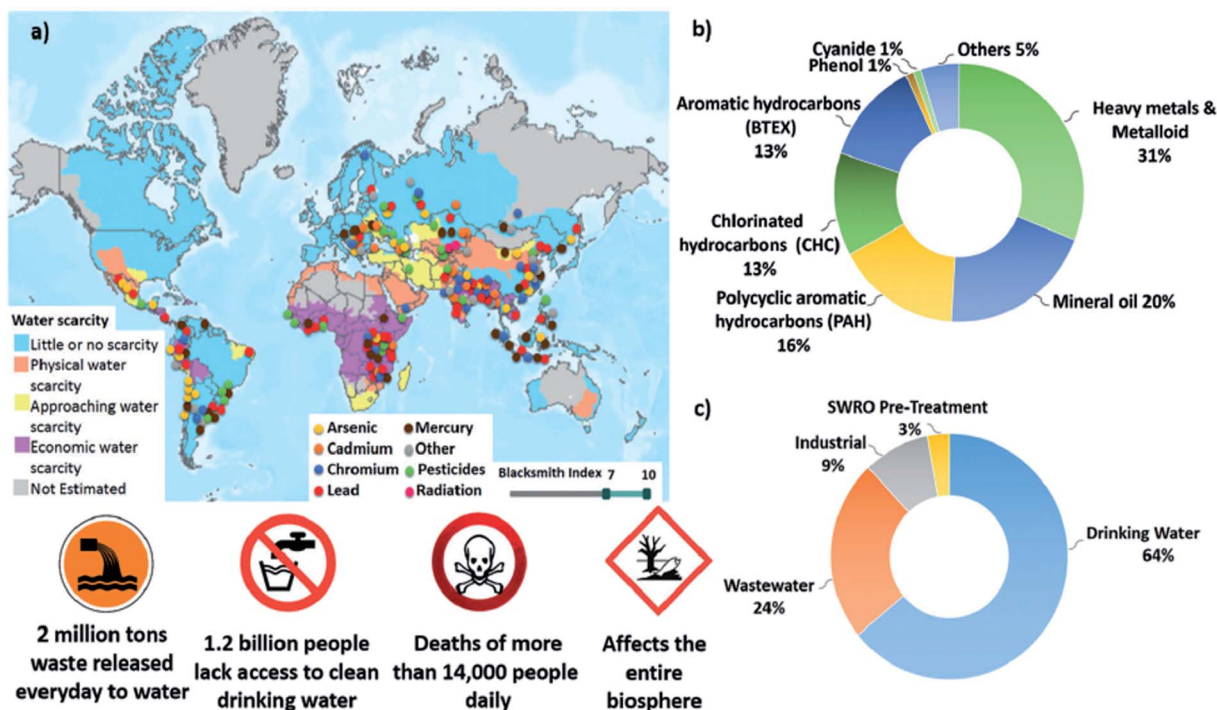 a)
Water scarcity
Little or no scarcity
Physical water
scarcity
Approaching water
scarcity
Economic water
scarcity
Not Estimated
Arsenic
Cadmium
Chromium
Lead
Mercury
Other
Pesticides
Radiation
Blacksmith Index
7
10
2 million tons
waste released
everyday to water
1.2 billion people
lack access to clean
drinking water
Deaths of more
than 14,000 people
daily
Affects the
entire
biosphere
b)
Cyanide 1%
Phenol 1%
Others 5%
Aromatic hydrocarbons
(BTEX)
13%
Heavy metals &
Metalloid
31%
Chlorinated
hydrocarbons (CHC)
13%
Polycyclic aromatic
hydrocarbons (PAH)
16%
Mineral oil 20%
c)
SWRO Pre-Treatment
3%
Industrial
9%
Drinking Water
64%
Wastewater
24%